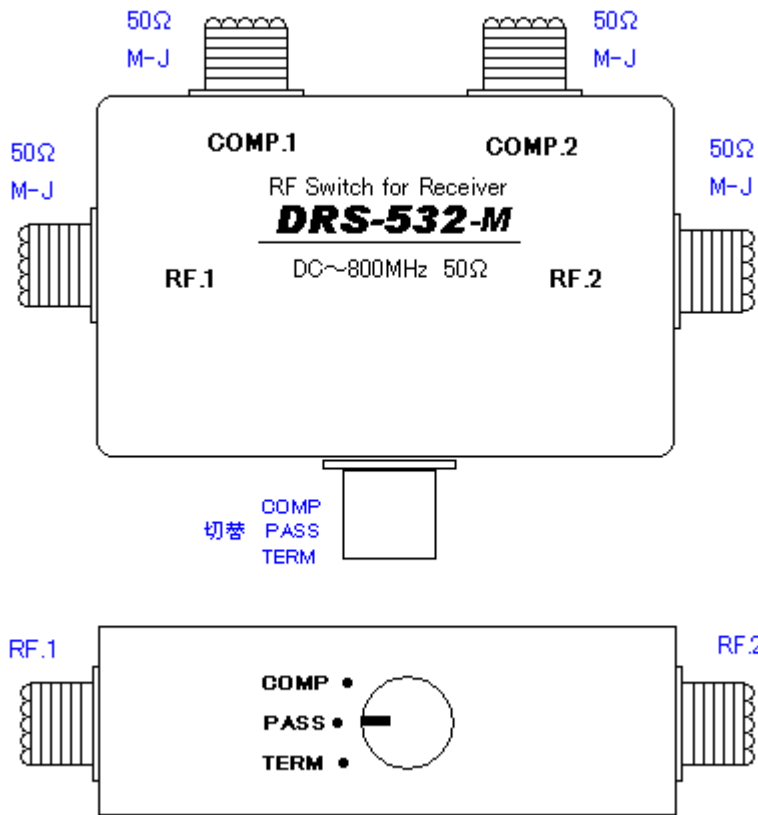 50Ω
M-J
50Ω
M-J
50Ω
M-J
50Ω
M-J
COMP.1
COMP.2
RF Switch for Receiver
DRS-532-M
RF.1
DC～800MHz 50Ω
RF.2
切替
COMP
PASS
TERM
RF.1
RF.2
COMP
PASS
TERM